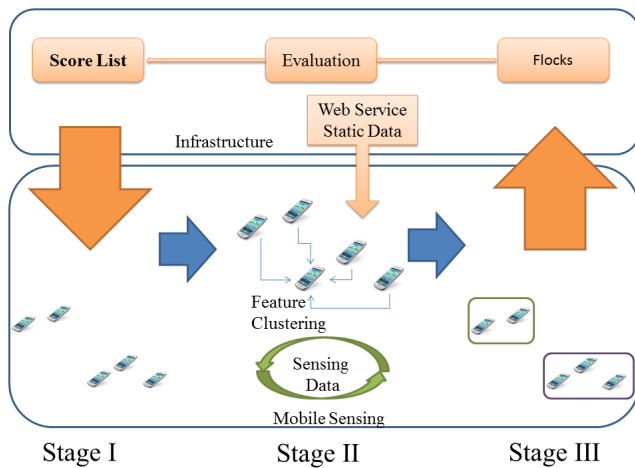 Score List
Evaluation
Flocks
Web Service
Static Data
Infrastructure
Feature
Clustering
Sensing
Data
Mobile Sensing
Stage I
Stage II
Stage III